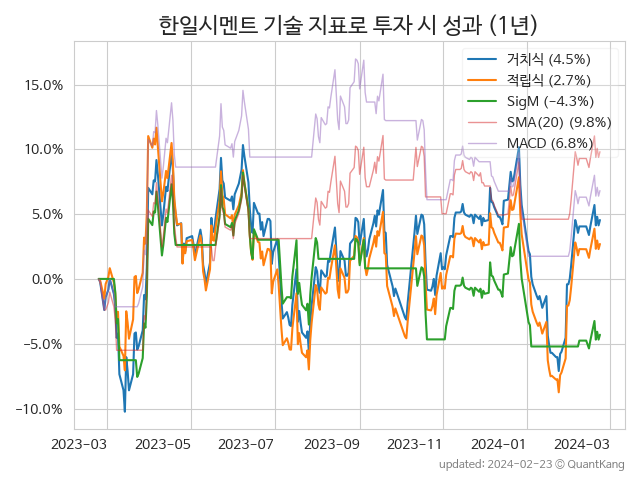 한일시멘트 기술 지표로 투자 시 성과 (1년)
거치식 (4.5%)
적립식 (2.7%)
SigM (−4.3%)
SMA(20) (9.8%)
MACD (6.8%)
15.0%
10.0%
5.0%
0.0%
−5.0%
−10.0%
2023-03 2023-05 2023-07 2023-09 2023-11 2024-01 2024-03
updated: 2024-02-23 © QuantKang